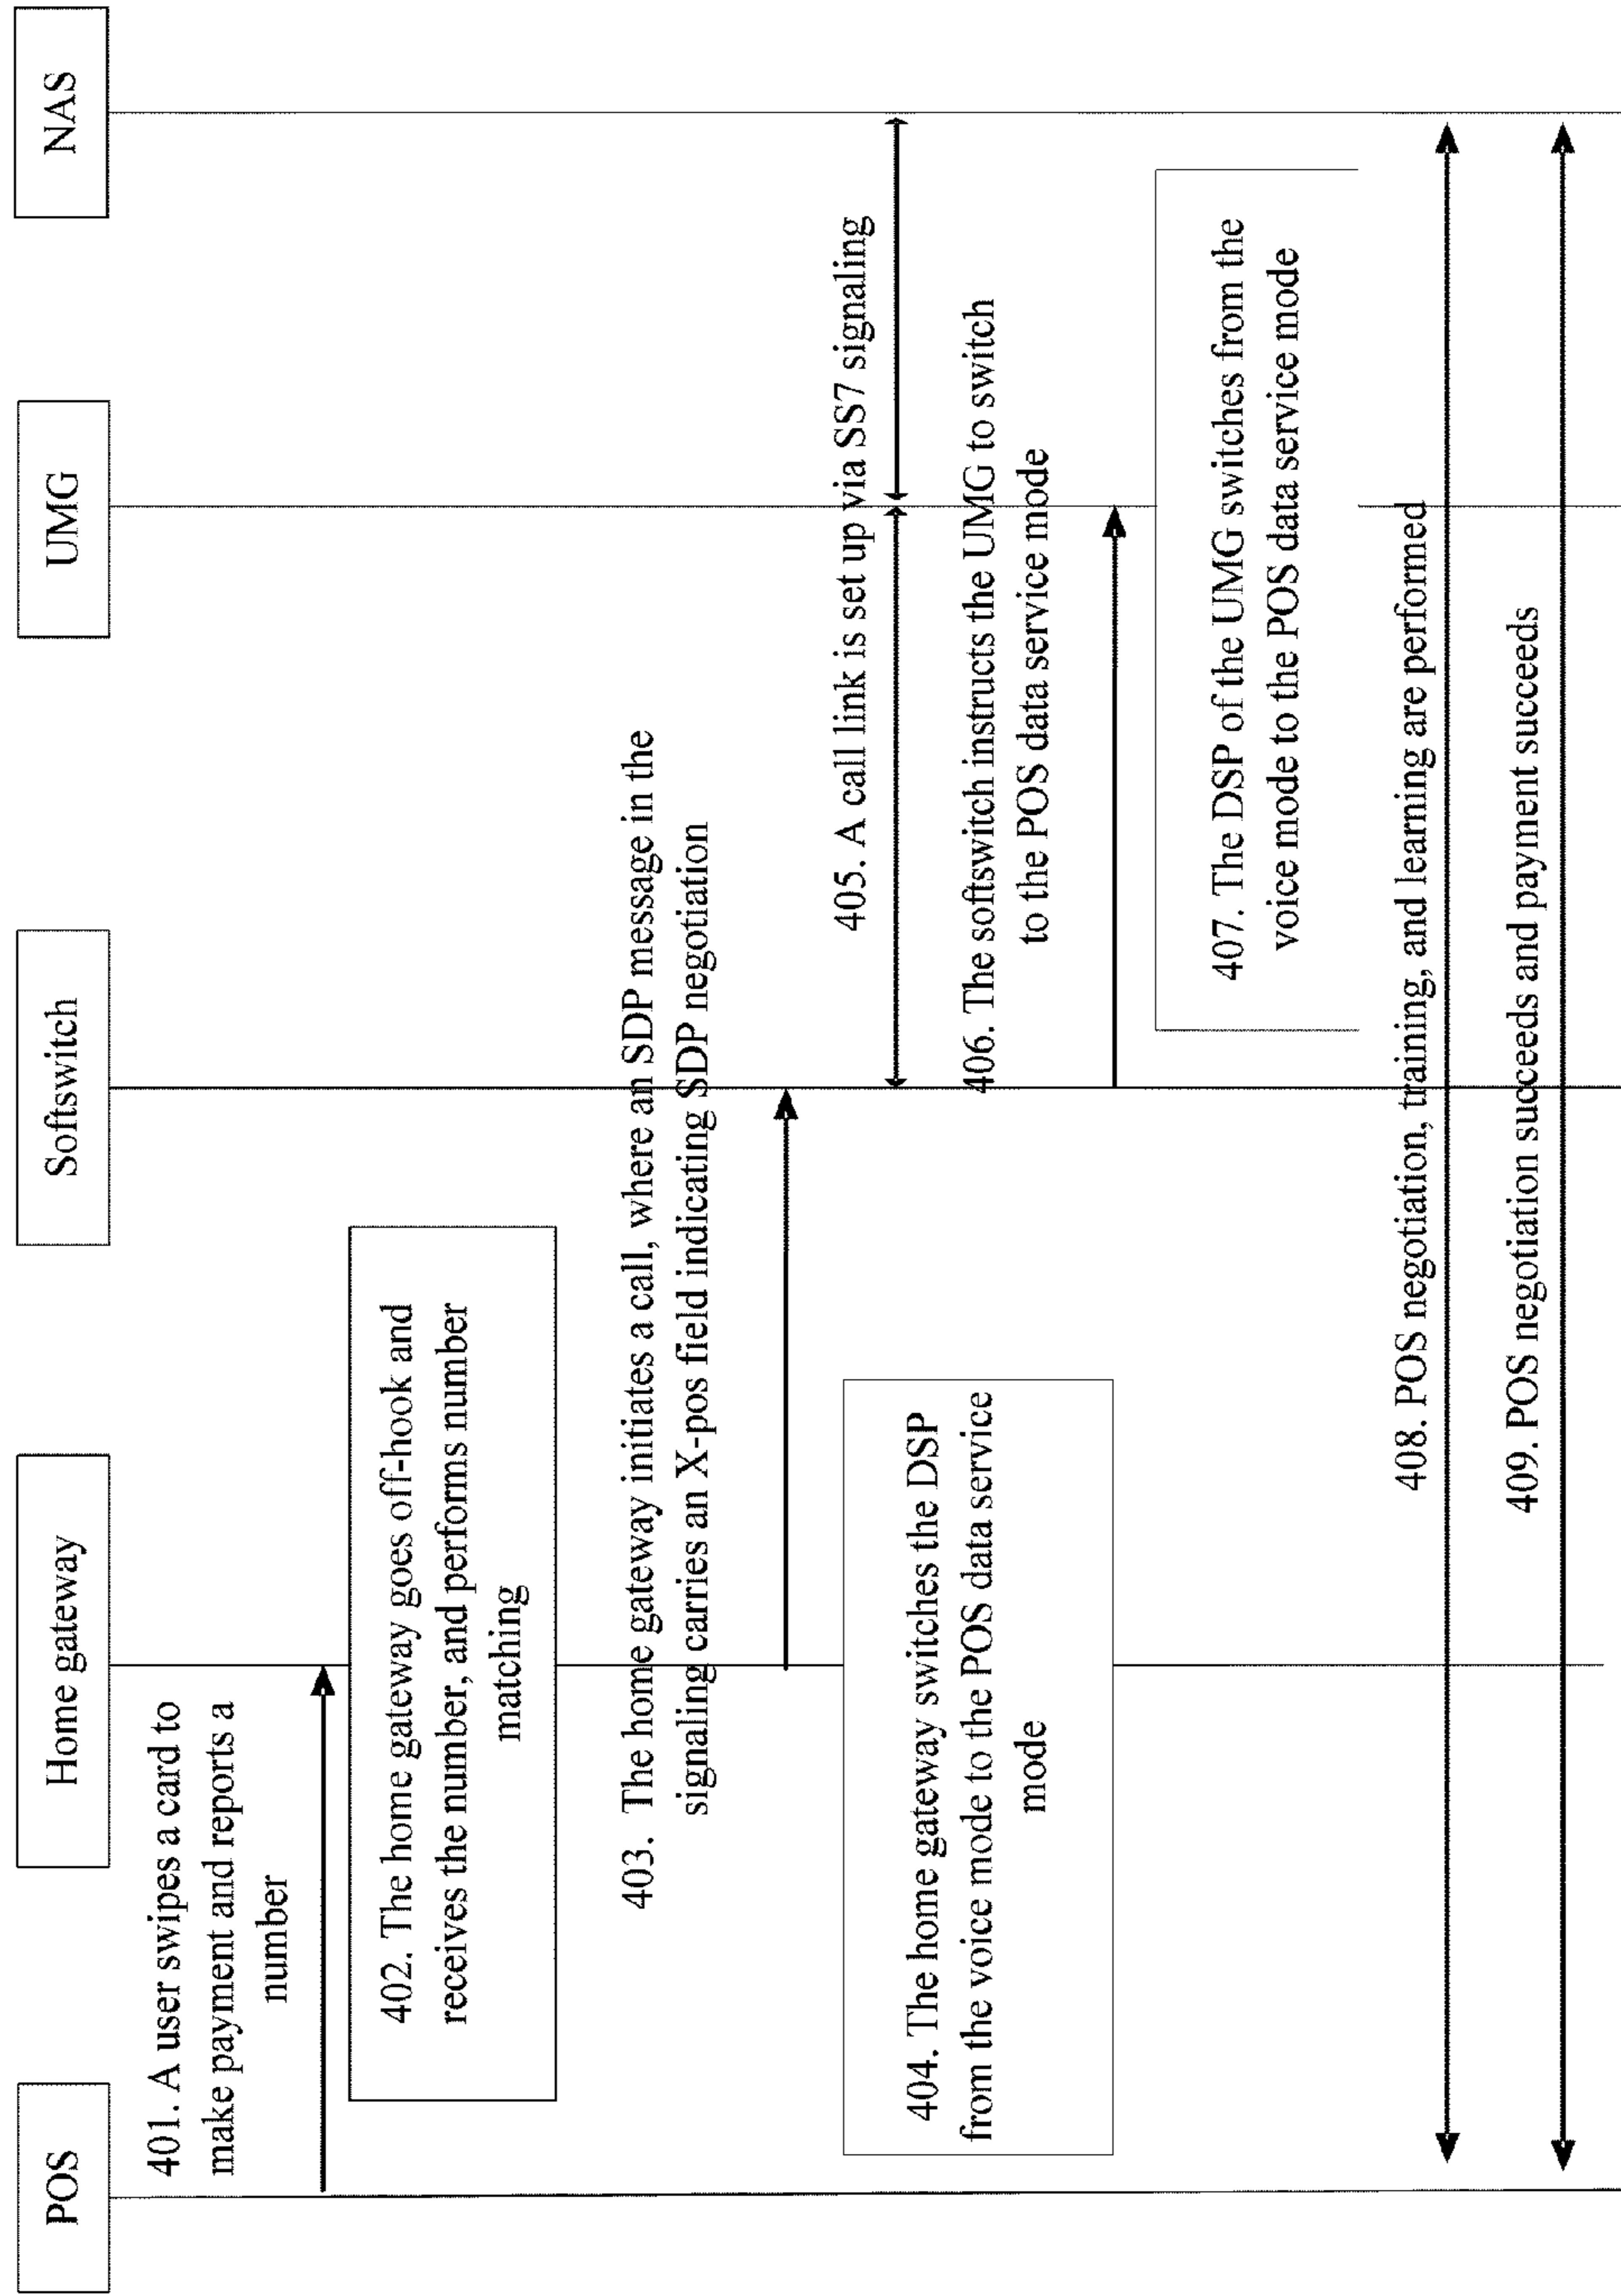 POS
Home gateway
Softswitch
UMG
NAS
401. A user swipes a card to
make payment and reports a
number
402. The home gateway goes off-hook and
receives the number, and performs number
matching
403. The home gateway initiates a call, where an SDP message in the
signaling carries an X-pos field indicating SDP negotiation
404. The home gateway switches the DSP
from the voice mode to the POS data service
mode
405. A call link is set up via SS7 signaling
406. The softswitch instructs the UMG to switch
to the POS data service mode
407. The DSP of the UMG switches from the
voice mode to the POS data service mode
408. POS negotiation, training, and learning are performed
409. POS negotiation succeeds and payment succeeds